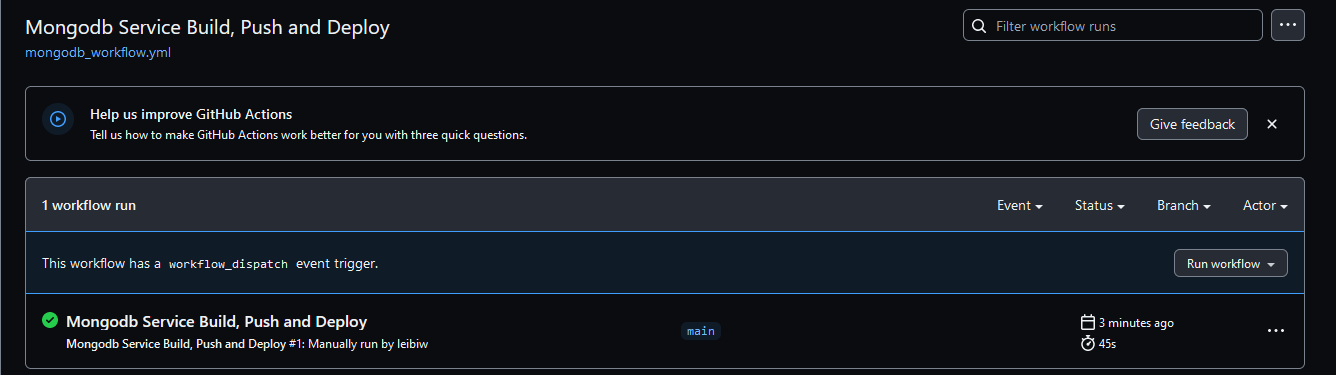 Mongodb Service Build, Push and Deploy
Filter workflow runs
mongodb_workflow.yml
Help us improve GitHub Actions
Tell us how to make GitHub Actions work better for you with three quick questions.
Give feedback
1 workflow run
Event
Status
Branch
Actor
This workflow has a workflow_dispatch event trigger.
Run workflow
Mongodb Service Build, Push and Deploy
Mongodb Service Build, Push and Deploy #1: Manually run by leibiw
main
3 minutes ago
45s